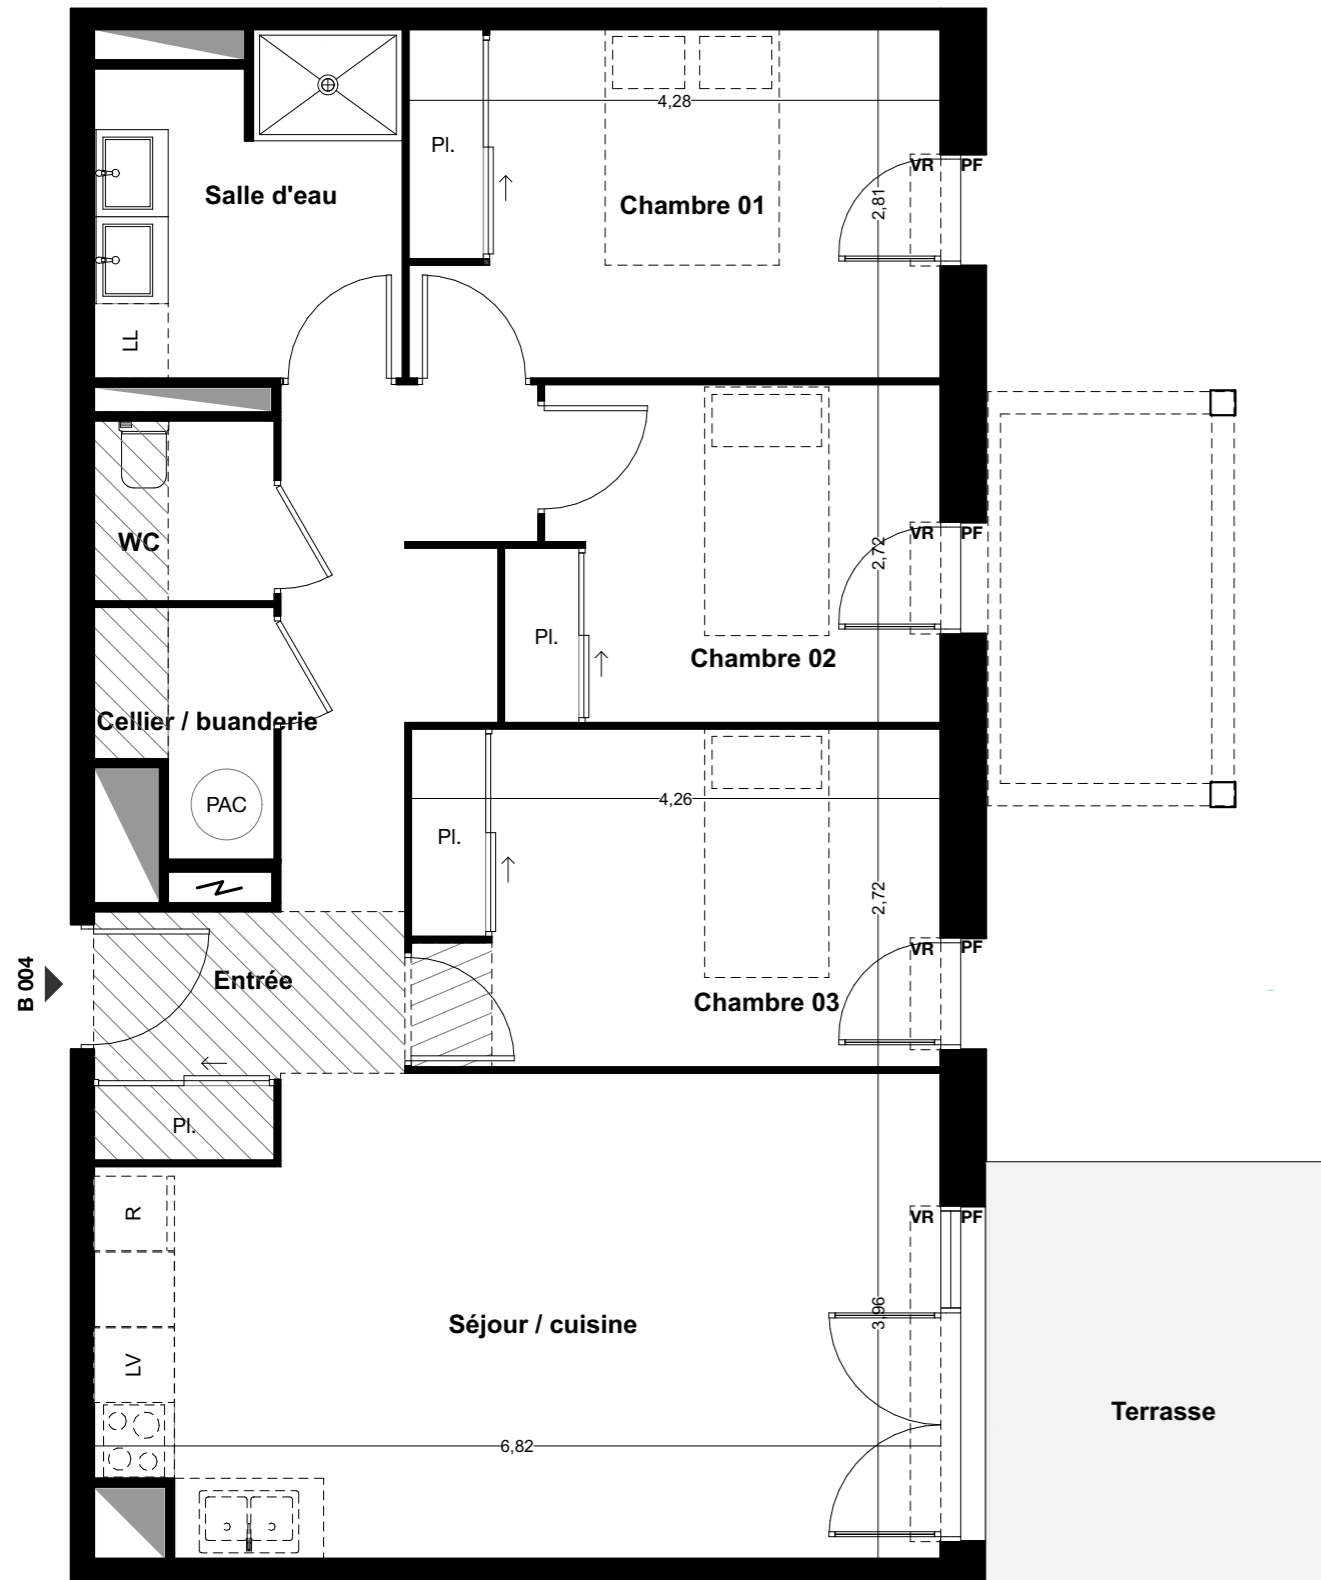 4,28
Pl.
VR PF
Salle d'eau
Chambre 01
2,81
LL
VR PF
WC
2,72
Pl.
Chambre 02
Cellier / buanderie
PAC
4,26
Pl.
2,72
VR PF
B 004
Entrée
Chambre 03
Pl.
R
VR PF
3,96
Séjour / cuisine
LV
Terrasse
6,82